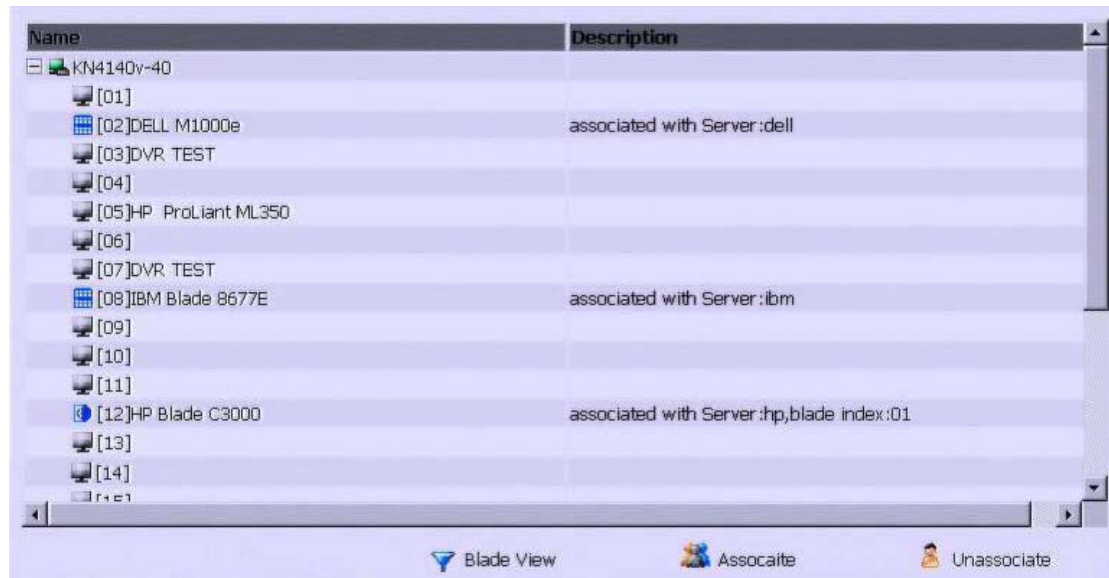 Name Description
KN4140v-40
[01]
[02]DELL M1000e associated with Server:dell
[03]DVR TEST
[04]
[05]HP ProLiant ML350
[06]
[07]DVR TEST
[08]IBM Blade 8677E associated with Server:ibm
[09]
[10]
[11]
[12]HP Blade C3000 associated with Server:hp,blade index:01
[13]
[14]
Blade View Assocaite Unassociate